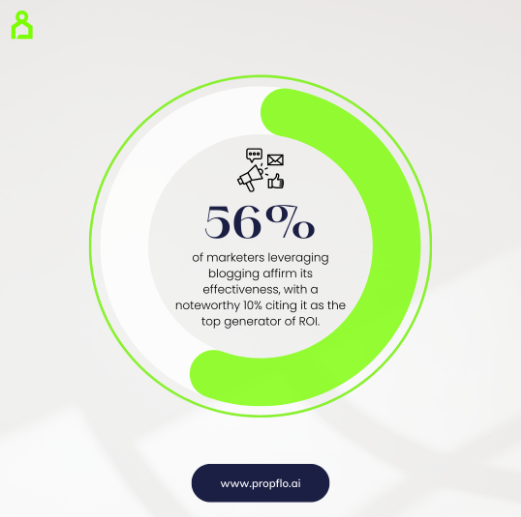 56%
of marketers leveraging
blogging affirm its
effectiveness, with a
noteworthy 10% citing it as the
top generator of ROI.
www.propflo.ai